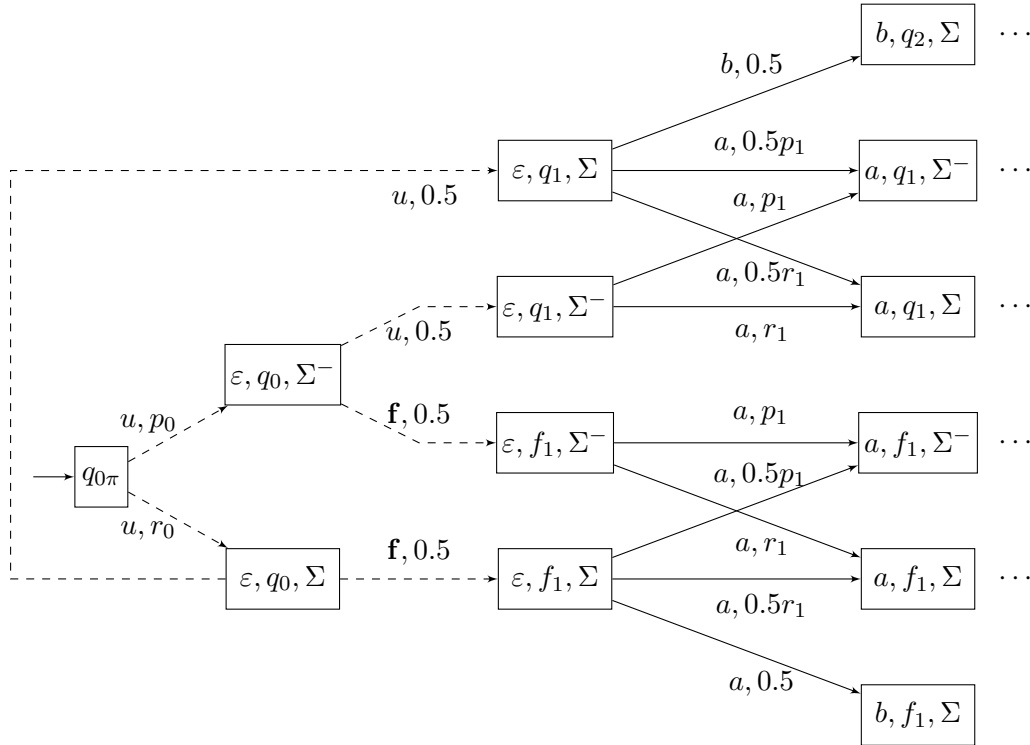 b, q₂, Σ ⋯
b, 0.5
a, 0.5p₁
ε, q₁, Σ
a, q₁, Σ⁻ ⋯
u, 0.5
a, p₁
a, 0.5r₁
ε, q₁, Σ⁻
a, q₁, Σ ⋯
u, 0.5
a, r₁
ε, q₀, Σ⁻
u, p₀
f, 0.5
a, p₁
ε, f₁, Σ⁻
a, f₁, Σ⁻ ⋯
q₀π
a, 0.5p₁
u, r₀
f, 0.5
a, r₁
ε, q₀, Σ
ε, f₁, Σ
a, f₁, Σ ⋯
a, 0.5r₁
a, 0.5
b, f₁, Σ